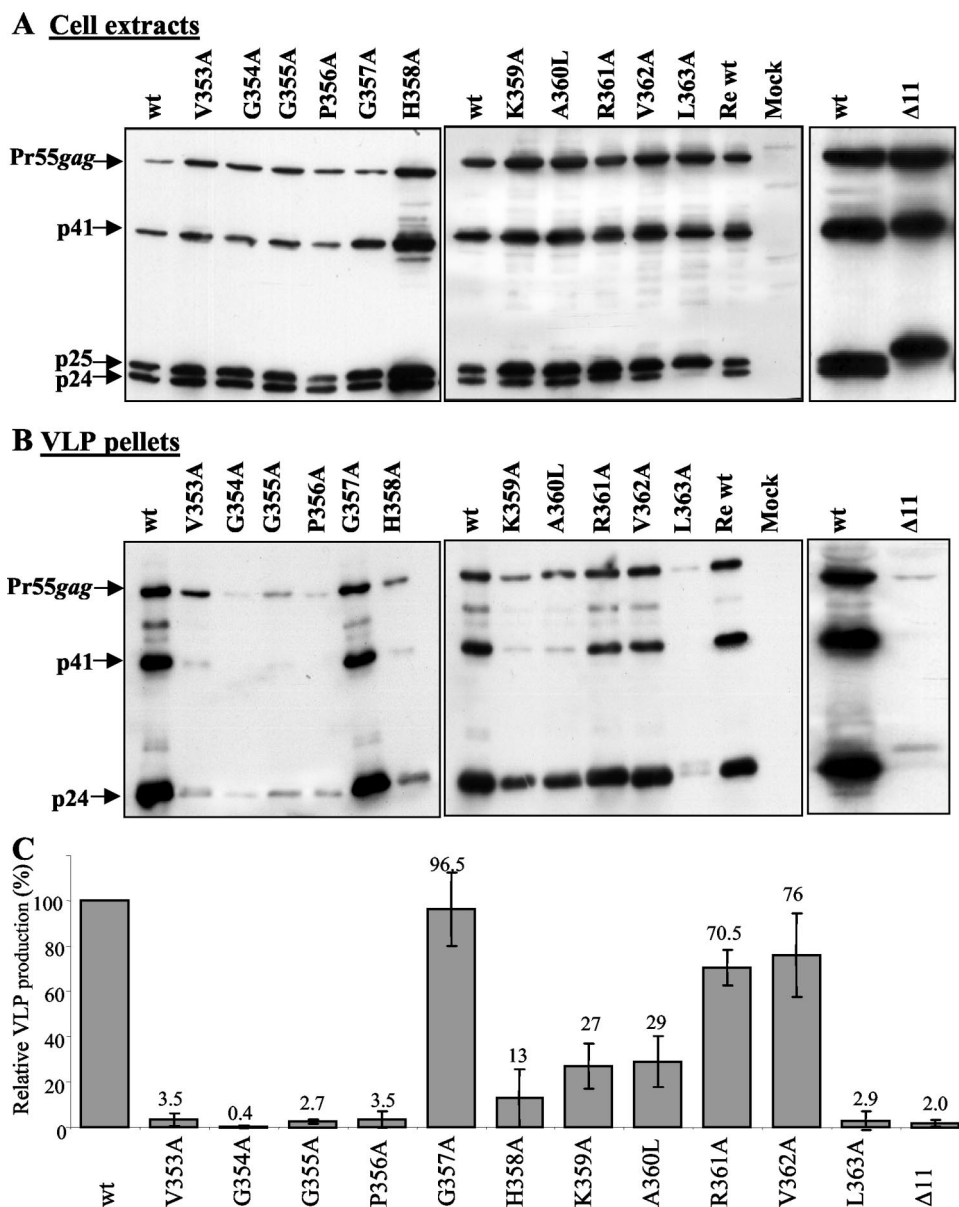 A Cell extracts
wt V353A G354A G355A P356A G357A H358A wt K359A A360L R361A V362A L363A Re wt Mock wt Δ11
Pr55gag
p41
p25
p24
B VLP pellets
wt V353A G354A G355A P356A G357A H358A wt K359A A360L R361A V362A L363A Re wt Mock wt Δ11
Pr55gag
p41
p24
C
Relative VLP production (%)
100
80
60
40
20
0
3.5 0.4 2.7 3.5 96.5 13 27 29 70.5 76 2.9 2.0
wt V353A G354A G355A P356A G357A H358A K359A A360L R361A V362A L363A Δ11